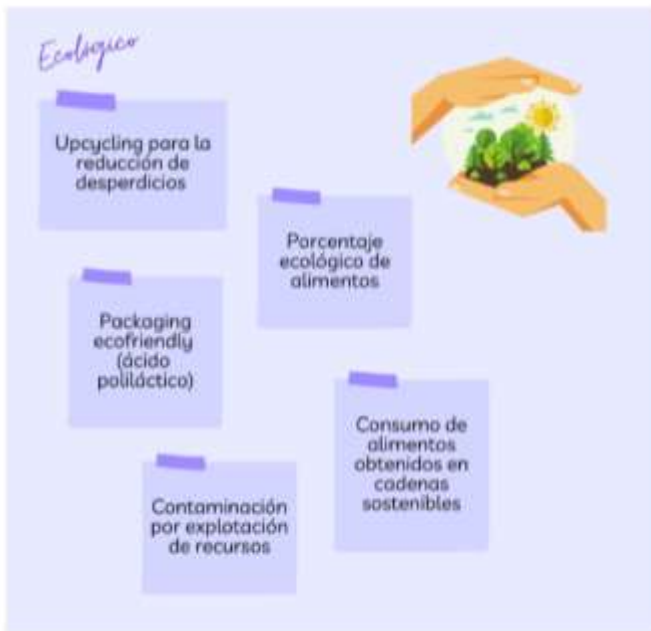 Ecológico
Upcycling para la
reducción de
desperdicios
Porcentaje
ecológico de
alimentos
Packaging
ecofriendly
(ácido
poliláctico)
Consumo de
alimentos
obtenidos en
cadenas
sostenibles
Contaminación
por explotación
de recursos